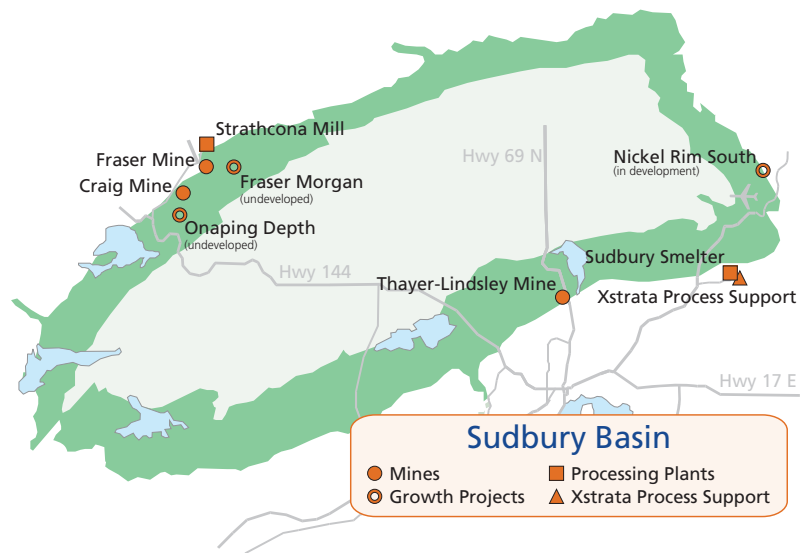 Strathcona Mill
Fraser Mine
Craig Mine
Fraser Morgan
(undeveloped)
Onaping Depth
(undeveloped)
Hwy 144
Hwy 69 N
Nickel Rim South
(in development)
Sudbury Smelter
Thayer-Lindsley Mine
Xstrata Process Support
Hwy 17 E
Sudbury Basin
Mines
Processing Plants
Growth Projects
Xstrata Process Support